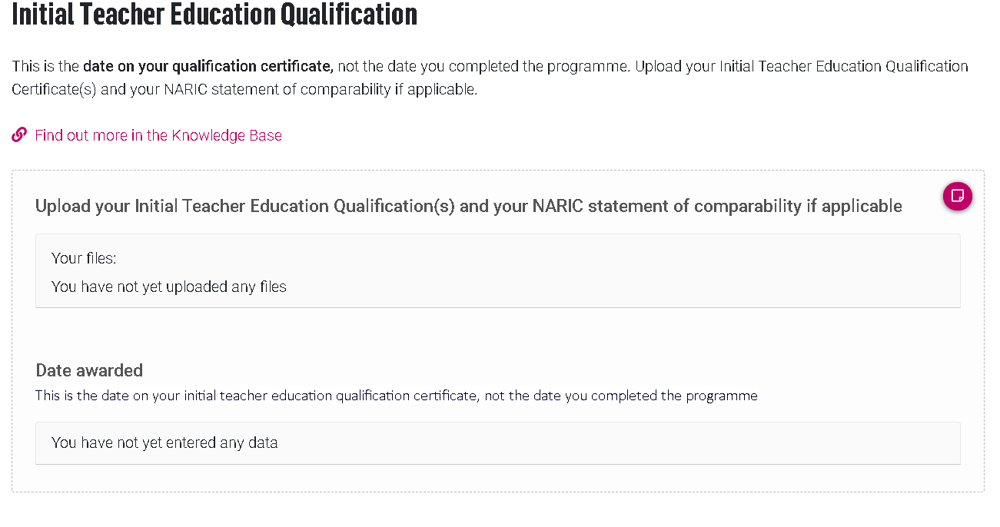 Initial Teacher Education Qualification
This is the date on your qualification certificate, not the date you completed the programme. Upload your Initial Teacher Education Qualification
Certificate(s) and your NARIC statement of comparability if applicable.
Find out more in the Knowledge Base
Upload your Initial Teacher Education Qualification(s) and your NARIC statement of comparability if applicable
Your files:
You have not yet uploaded any files
Date awarded
This is the date on your initial teacher education qualification certificate, not the date you completed the programme
You have not yet entered any data